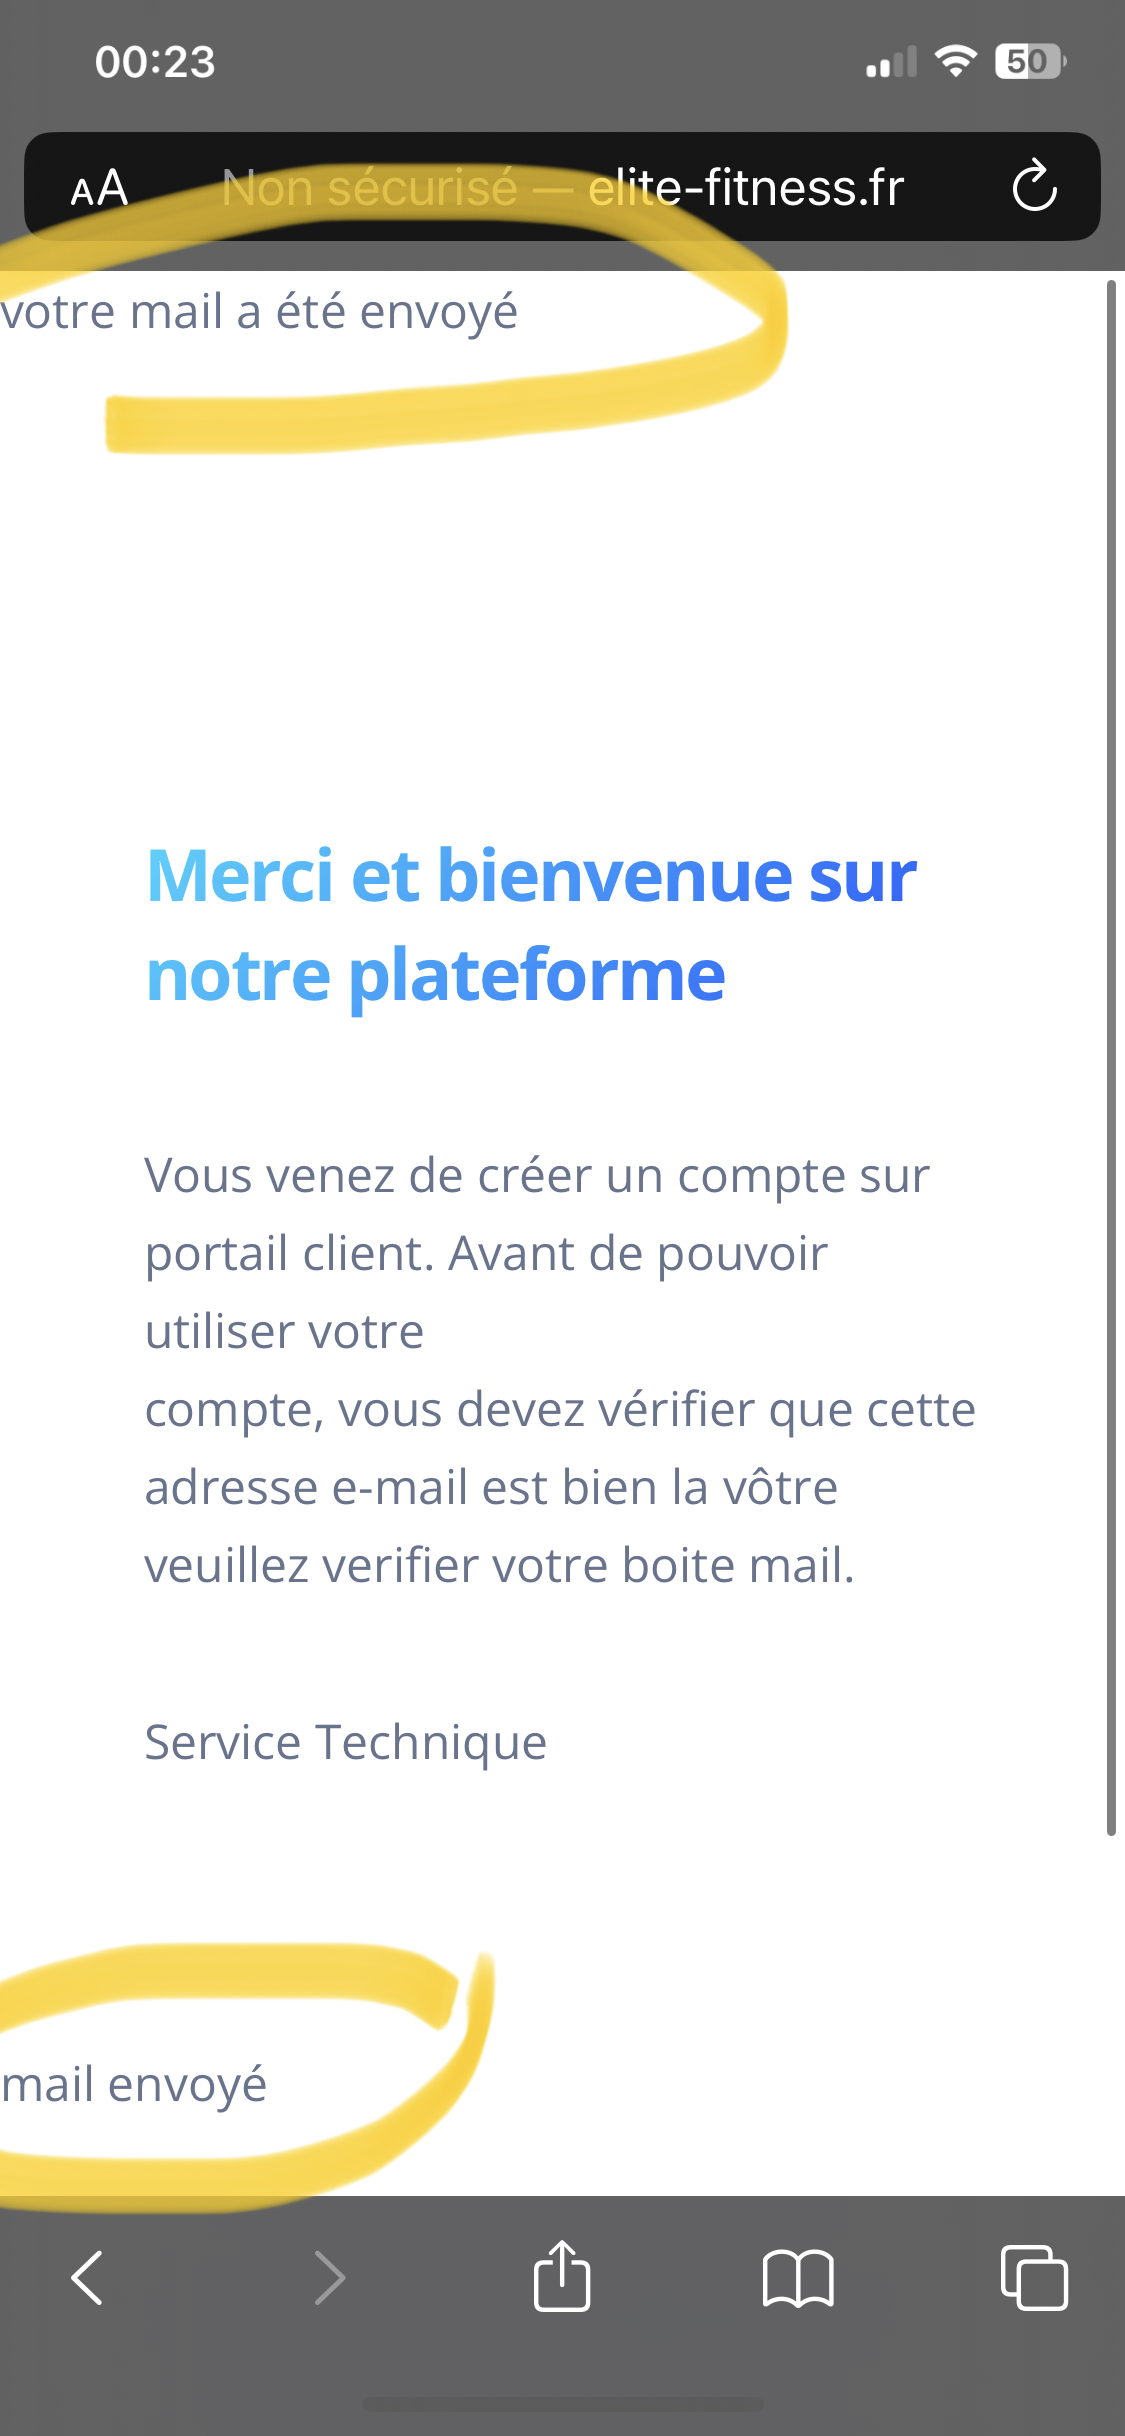 00:23
50
AA Non sécurisé — elite-fitness.fr
votre mail a été envoyé
Merci et bienvenue sur
notre plateforme
Vous venez de créer un compte sur
portail client. Avant de pouvoir
utiliser votre
compte, vous devez vérifier que cette
adresse e-mail est bien la vôtre
veuillez verifier votre boite mail.
Service Technique
mail envoyé